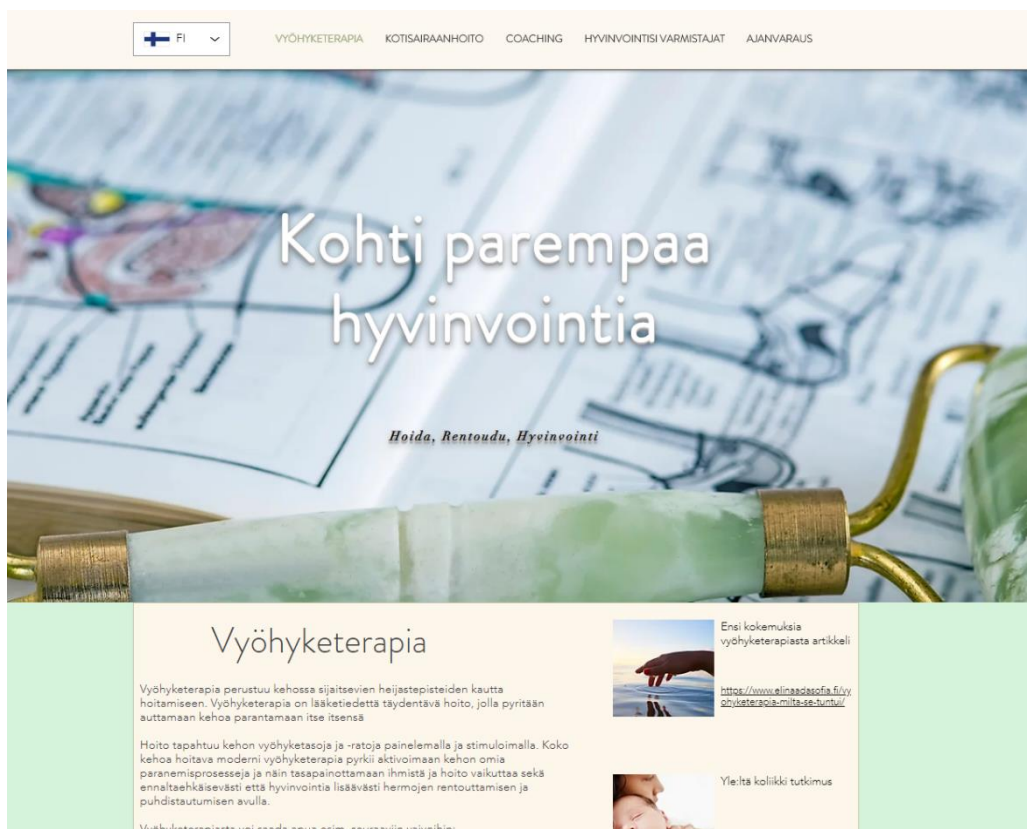 FI
VYÖHYKETERAPIA KOTISAIRAANHOITO COACHING HYVINVOINTISI VARMISTAJAT AJANVARAUS
Kohti parempaa
hyvinvointia
Hoida, Rentoudu, Hyvinvointi
Vyöhyketerapia
Vyöhyketerapia perustuu kehossa sijaitsevien heijastepisteiden kautta
hoitamiseen. Vyöhyketerapia on lääketiedettä täydentävä hoito, jolla pyritään
auttamaan kehoa parantamaan itse itsensä
Hoito tapahtuu kehon vyöhyketasoja ja -ratoja painelemalla ja stimuloimalla. Koko
kehoa hoitava moderni vyöhyketerapia pyrkii aktivoimaan kehon omia
paranemisprosesseja ja näin tasapainottamaan ihmistä ja hoito vaikuttaa sekä
ennaltaehkäisevästi että hyvinvointia lisäävästi hermojen rentouttamisen ja
puhdistautumisen avulla.
Ensi kokemuksia
vyöhyketerapiasta artikkeli
https://www.elinaadasofia.fi/vy
ohyketerapia-milta-se-tuntui/
Yle:ltä koliikki tutkimus